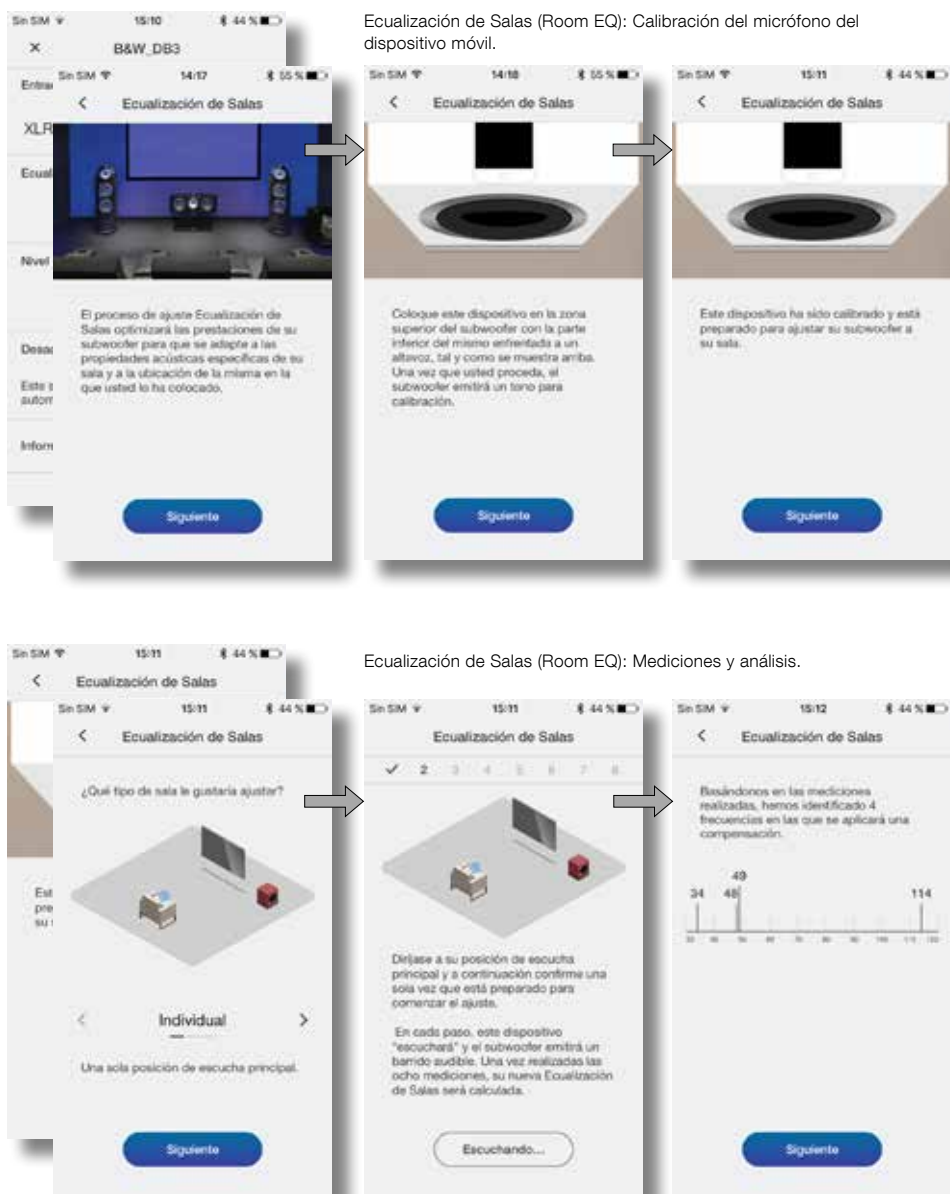 Ecualización de Salas (Room EQ): Calibración del micrófono del
dispositivo móvil.
Sin SIM 15:10 44 %
B&W_DB3
XLR
Nivel
Este
Sin SIM 14:17 55 %
Ecualización de Salas
El proceso de ajuste Ecualización de
Salas optimizará las prestaciones de su
subwoofer para que se adapte a las
propiedades acústicas específicas de su
sala y a la ubicación de la misma en la
que usted lo ha colocado.
Siguiente
Sin SIM 14:18 55 %
Ecualización de Salas
Coloque este dispositivo en la zona
superior del subwoofer con la parte
inferior del mismo enfrentada a un
altavoz, tal y como se muestra arriba.
Una vez que usted proceda, el
subwoofer emitirá un tono para
calibración.
Siguiente
Sin SIM 15:11 44 %
Ecualización de Salas
Este dispositivo ha sido calibrado y está
preparado para ajustar su subwoofer a
su sala.
Siguiente
Ecualización de Salas (Room EQ): Mediciones y análisis.
Sin SIM 15:11 44 %
Ecualización de Salas
Est
pre
su
Sin SIM 15:11 44 %
Ecualización de Salas
¿Qué tipo de sala le gustaría ajustar?
Individual
Una sola posición de escucha principal.
Siguiente
Sin SIM 15:11 44 %
Ecualización de Salas
2 3 4 5 6 7 8
Diríjase a su posición de escucha
principal y a continuación confirme una
sola vez que está preparado para
comenzar el ajuste.
En cada paso, este dispositivo
"escuchará" y el subwoofer emitirá un
barrido audible. Una vez realizadas las
ocho mediciones, su nueva Ecualización
de Salas será calculada.
Escuchando...
Sin SIM 15:12 44 %
Ecualización de Salas
Basándonos en las mediciones
realizadas, hemos identificado 4
frecuencias en las que se aplicará una
compensación.
49
34 48 114
Siguiente